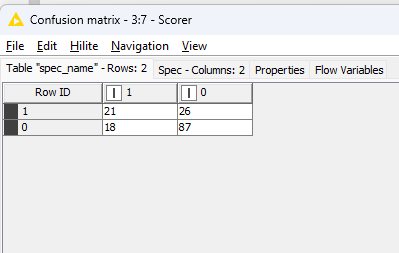 Confusion matrix - 3:7 - Scorer
File Edit Hilite Navigation View
Table "spec_name" - Rows: 2 Spec - Columns: 2 Properties Flow Variables
Row ID I 1 I 0
1 21 26
0 18 87